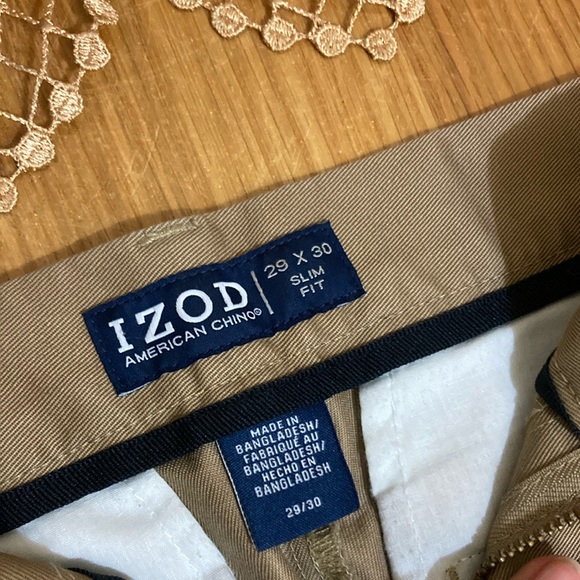 IZOD
AMERICAN CHINO®
29 X 30
SLIM
FIT
MADE IN
BANGLADESH/
FABRIQUÉ AU
BANGLADESH/
HECHO EN
BANGLADESH
29/30